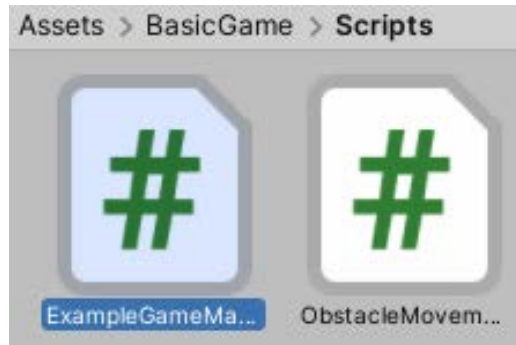 Assets > BasicGame > Scripts
#
#
ExampleGameMa...
ObstacleMovem...